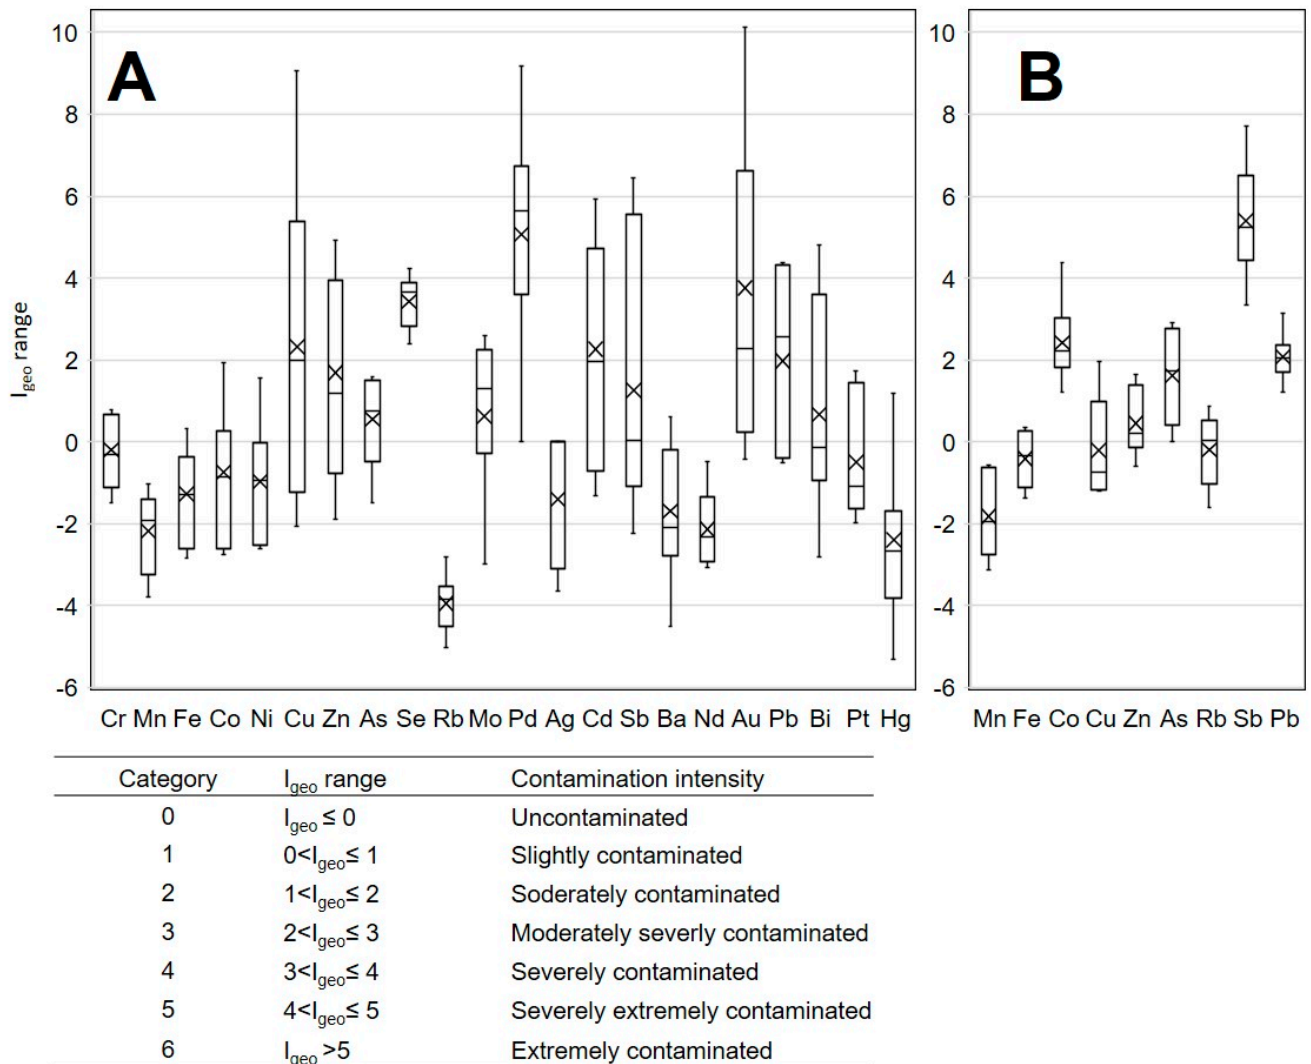 A
B
10
8
6
4
2
0
-2
-4
-6
10
8
6
4
2
0
-2
-4
-6
Igeo range
Cr Mn Fe Co Ni Cu Zn As Se Rb Mo Pd Ag Cd Sb Ba Nd Au Pb Bi Pt Hg
Mn Fe Co Cu Zn As Rb Sb Pb
Category Igeo range Contamination intensity
0 Igeo ≤ 0 Uncontaminated
1 0<Igeo≤ 1 Slightly contaminated
2 1<Igeo≤ 2 Soderately contaminated
3 2<Igeo≤ 3 Moderately severly contaminated
4 3<Igeo≤ 4 Severely contaminated
5 4<Igeo≤ 5 Severely extremely contaminated
6 Igeo >5 Extremely contaminated